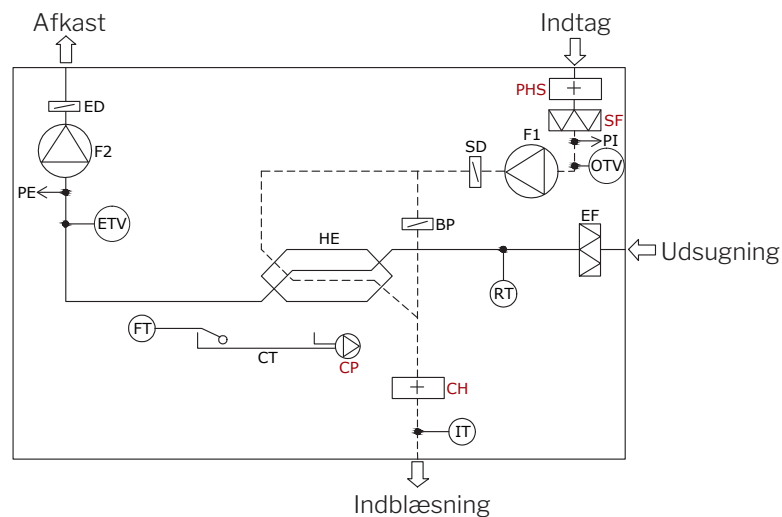 Afkast
Indtag
PHS
ED
SF
F1
PI
SD
F2
OTV
PE
EF
ETV
BP
HE
Udsugning
RT
FT
CT
CP
CH
IT
Indblæsning